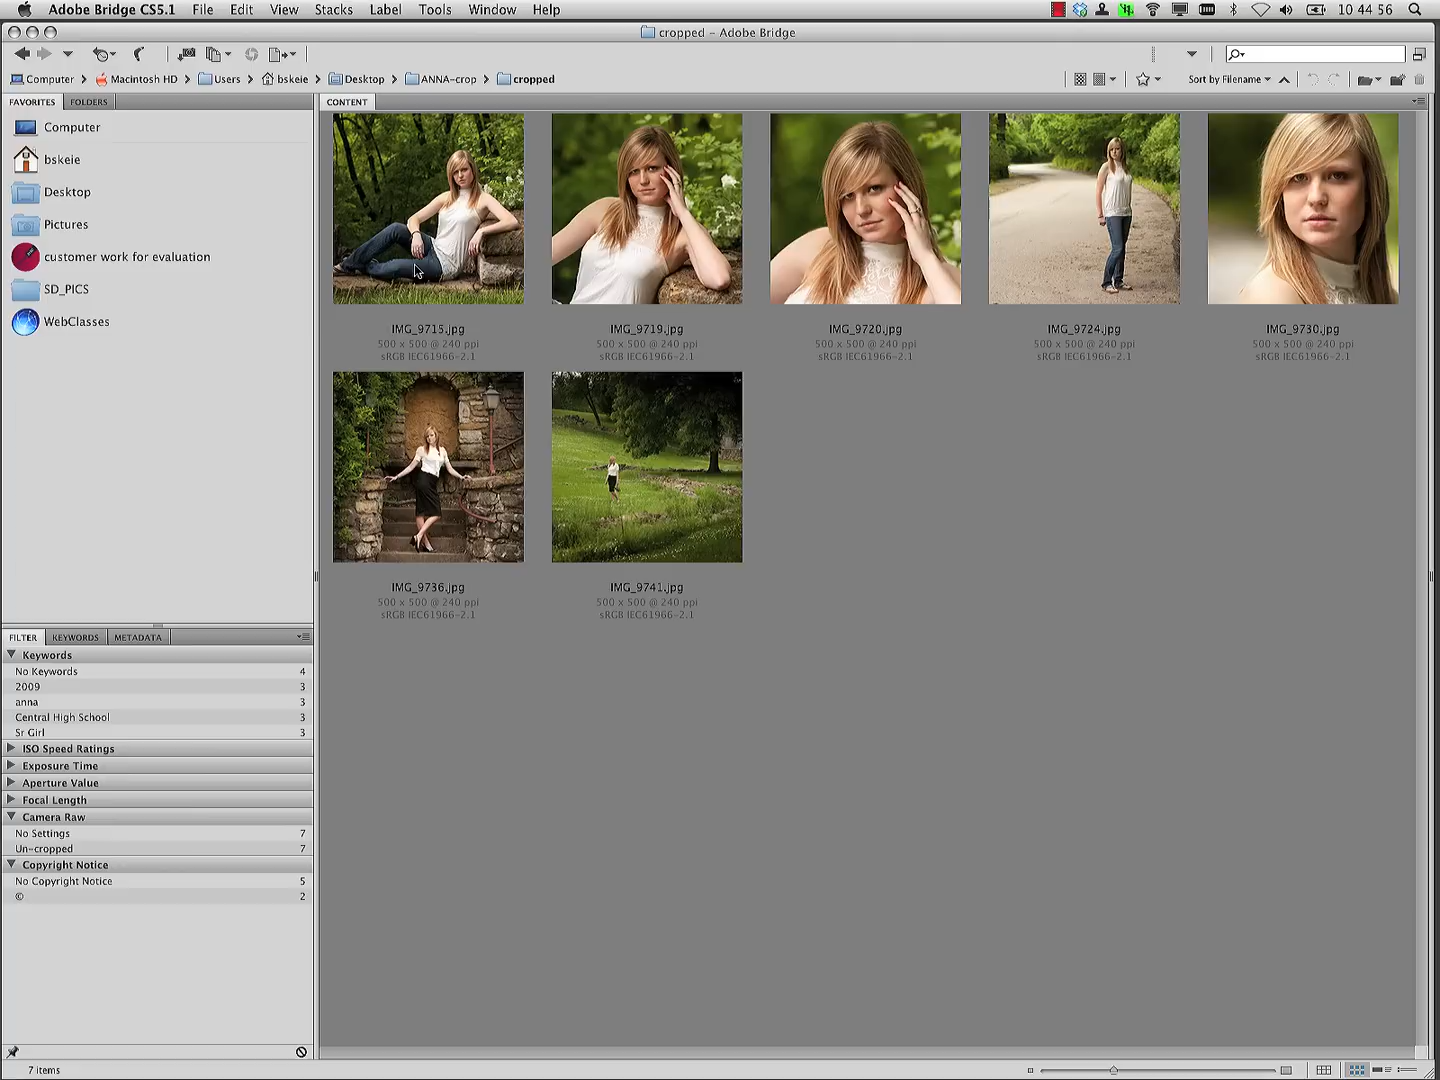 Adobe Bridge CS5.1 File Edit View Stacks Label Tools Window Help 10 44 56
cropped – Adobe Bridge
Computer Macintosh HD Users bskeie Desktop ANNA-crop cropped Sort by Filename
FAVORITES FOLDERS
CONTENT
Computer
bskeie
Desktop
Pictures
customer work for evaluation
SD_PICS
WebClasses
IMG_9715.jpg
500 x 500 @ 240 ppi
sRGB IEC61966-2.1
IMG_9719.jpg
500 x 500 @ 240 ppi
sRGB IEC61966-2.1
IMG_9720.jpg
500 x 500 @ 240 ppi
sRGB IEC61966-2.1
IMG_9724.jpg
500 x 500 @ 240 ppi
sRGB IEC61966-2.1
IMG_9730.jpg
500 x 500 @ 240 ppi
sRGB IEC61966-2.1
IMG_9736.jpg
500 x 500 @ 240 ppi
sRGB IEC61966-2.1
IMG_9741.jpg
500 x 500 @ 240 ppi
sRGB IEC61966-2.1
FILTER KEYWORDS METADATA
Keywords
No Keywords 4
2009 3
anna 3
Central High School 3
Sr Girl 3
ISO Speed Ratings
Exposure Time
Aperture Value
Focal Length
Camera Raw
No Settings 7
Un-cropped 7
Copyright Notice
No Copyright Notice 5
© 2
7 items